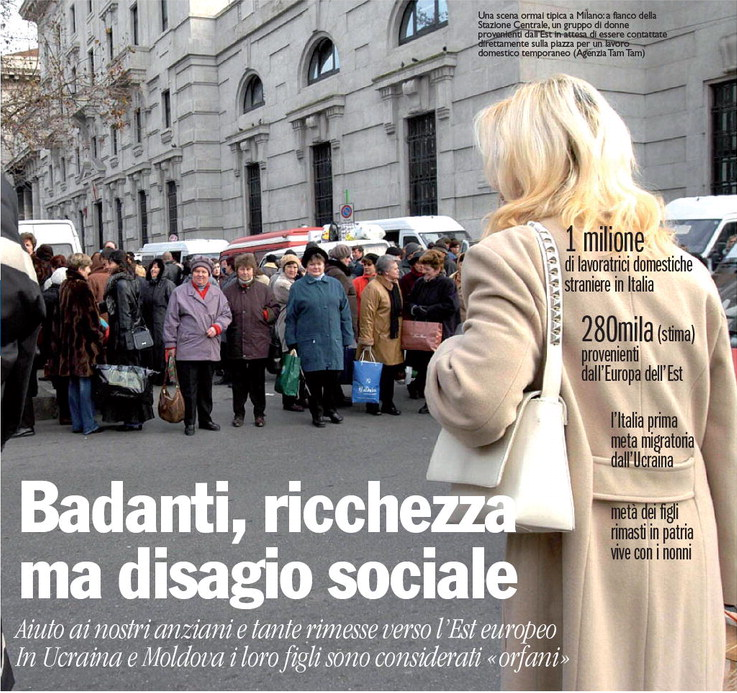 Una scena ormai tipica a Milano: a fianco della
Stazione Centrale, un gruppo di donne
provenienti dall'Est in attesa di essere contattate
direttamente sulla piazza per un lavoro
domestico temporaneo (Agenzia Tam Tam)
1 milione
di lavoratrici domestiche
straniere in Italia
280mila (stima)
provenienti
dall'Europa dell'Est
l'Italia prima
meta migratoria
dall'Ucraina
metà dei figli
rimasti in patria
vive con i nonni
Badanti, ricchezza
ma disagio sociale
Aiuto ai nostri anziani e tante rimesse verso l'Est europeo
In Ucraina e Moldova i loro figli sono considerati «orfani»